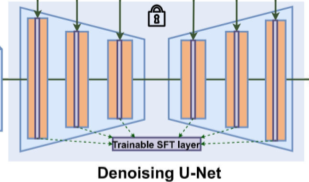 Trainable SFT layer
Denoising U-Net